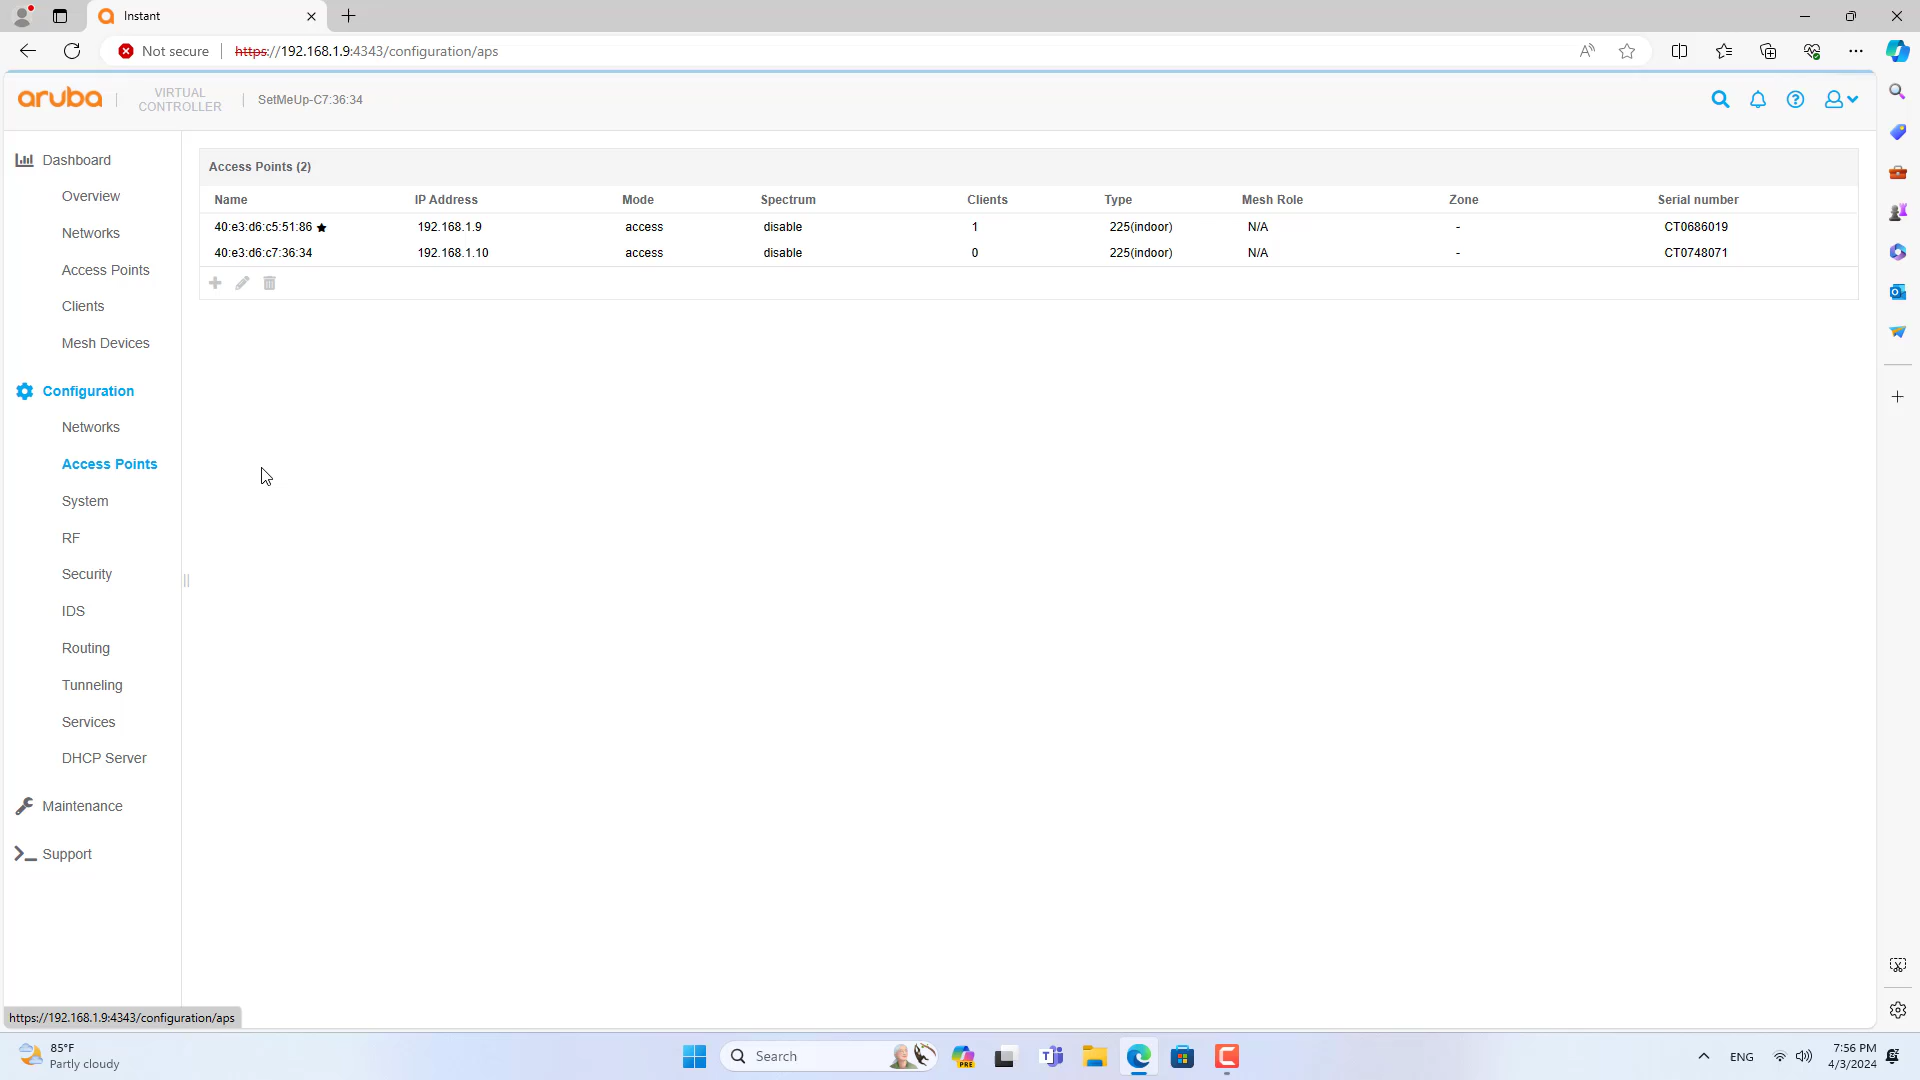 Instant
Not secure
https://192.168.1.9:4343/configuration/aps
aruba
VIRTUAL
CONTROLLER
SetMeUp-C7:36:34
Dashboard
Overview
Networks
Access Points
Clients
Mesh Devices
Configuration
Networks
Access Points
System
RF
Security
IDS
Routing
Tunneling
Services
DHCP Server
Maintenance
Support
Access Points (2)
Name IP Address Mode Spectrum Clients Type Mesh Role Zone Serial number
40:e3:d6:c5:51:86 ★ 192.168.1.9 access disable 1 225(indoor) N/A - CT0686019
40:e3:d6:c7:36:34 192.168.1.10 access disable 0 225(indoor) N/A - CT0748071
https://192.168.1.9:4343/configuration/aps
85°F
Partly cloudy
Search
PRE
ENG
7:56 PM
4/3/2024